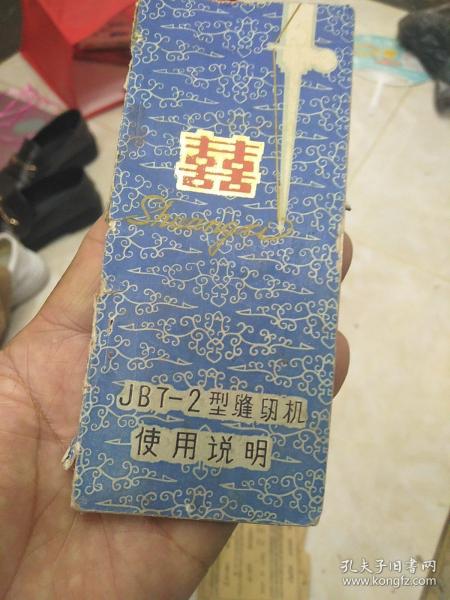 囍
Shuangxi
JB7-2型缝纫机
使用说明
孔夫子旧书网
www.kongfz.com